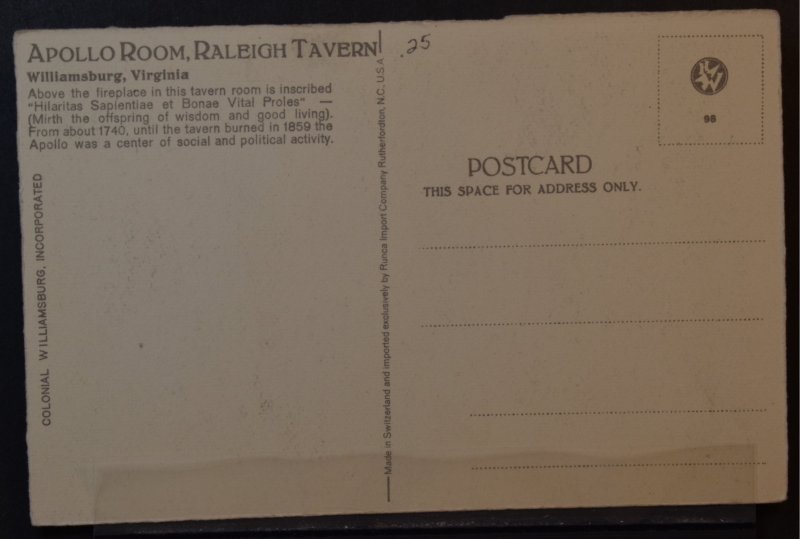 APOLLO ROOM, RALEIGH TAVERN
Williamsburg, Virginia
Above the fireplace in this tavern room is inscribed
"Hilaritas Sapientiae et Bonae Vital Proles" —
(Mirth the offspring of wisdom and good living).
From about 1740, until the tavern burned in 1859 the
Apollo was a center of social and political activity.
COLONIAL WILLIAMSBURG, INCORPORATED
Made in Switzerland and imported exclusively by Runca Import Company Rutherfordton, N.C. U.S.A
.25
98
POSTCARD
THIS SPACE FOR ADDRESS ONLY.